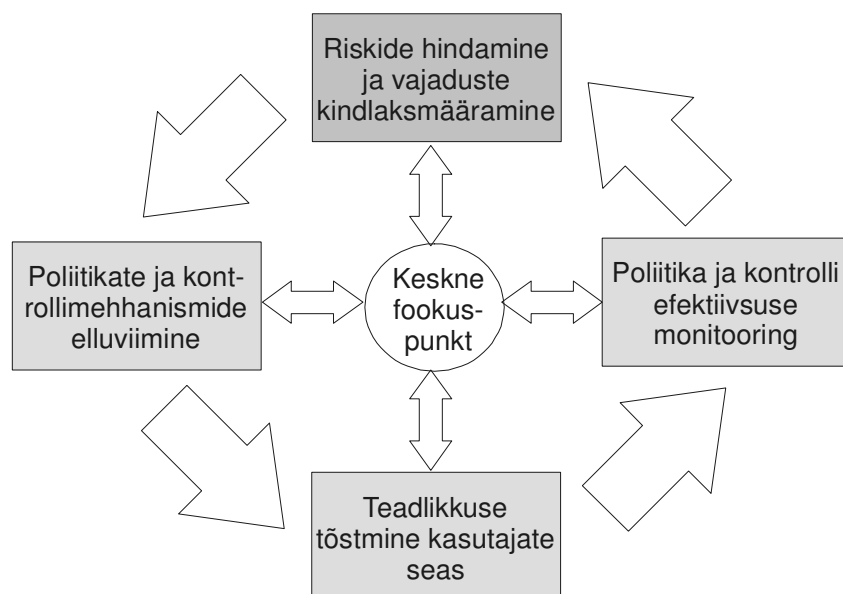 Riskide hindamine
ja vajaduste
kindlaksmääramine
Poliitikate ja kont-
rollimehhanismide
elluviimine
Keskne
fookus-
punkt
Poliitika ja kontrolli
efektiivsuse
monitooring
Teadlikkuse
tõstmine kasutajate
seas